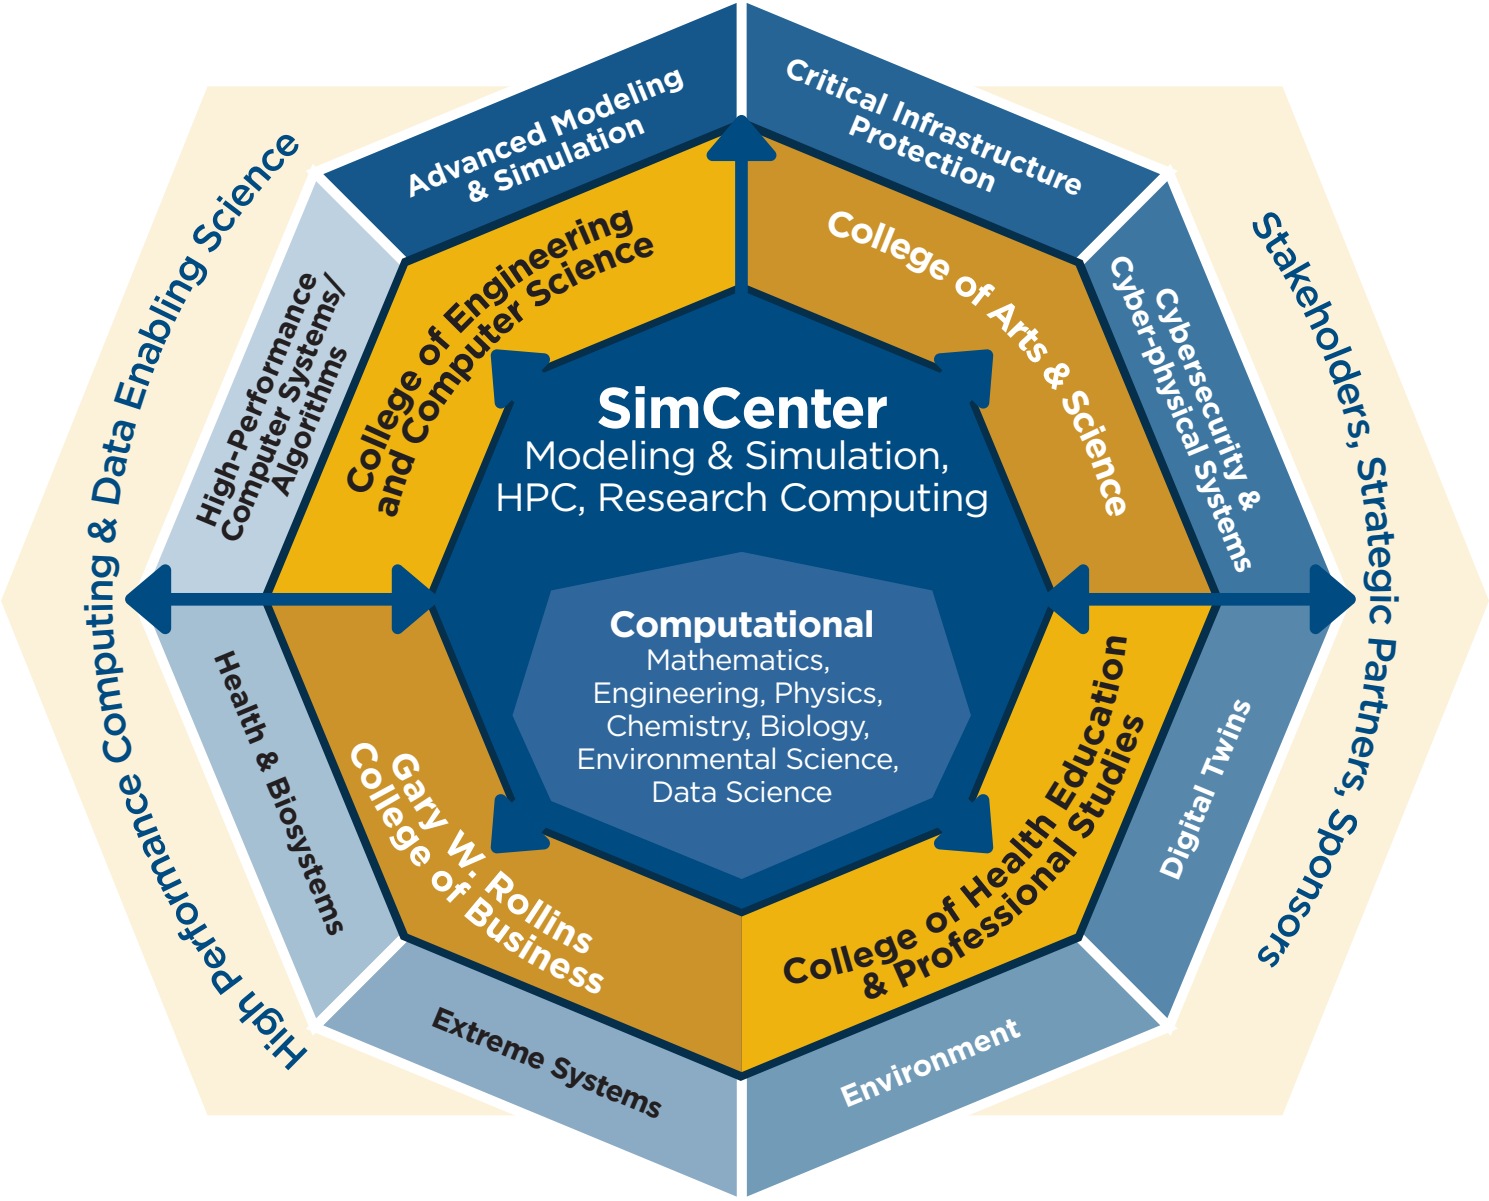 Advanced Modeling
& Simulation
Critical Infrastructure
Protection
Cybersecurity &
Cyber-physical Systems
Digital Twins
Environment
Extreme Systems
Health & Biosystems
High-Performance
Computer Systems/
Algorithms
College of Engineering
and Computer Science
College of Arts & Science
College of Health Education
& Professional Studies
Gary W. Rollins
College of Business
SimCenter
Modeling & Simulation,
HPC, Research Computing
Computational
Mathematics,
Engineering, Physics,
Chemistry, Biology,
Environmental Science,
Data Science
High Performance Computing & Data Enabling Science
Stakeholders, Strategic Partners, Sponsors